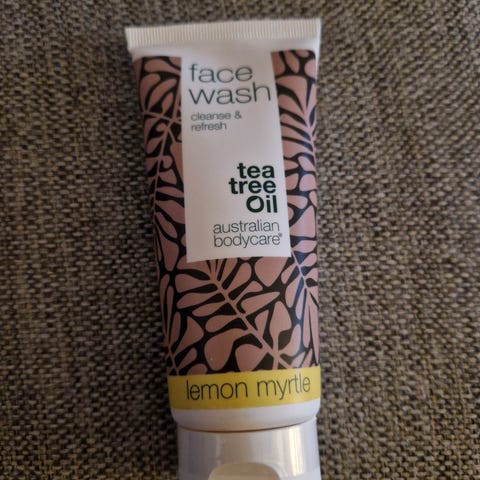 face
wash
cleanse &
refresh
tea
tree
Oil
australian
bodycare®
lemon myrtle